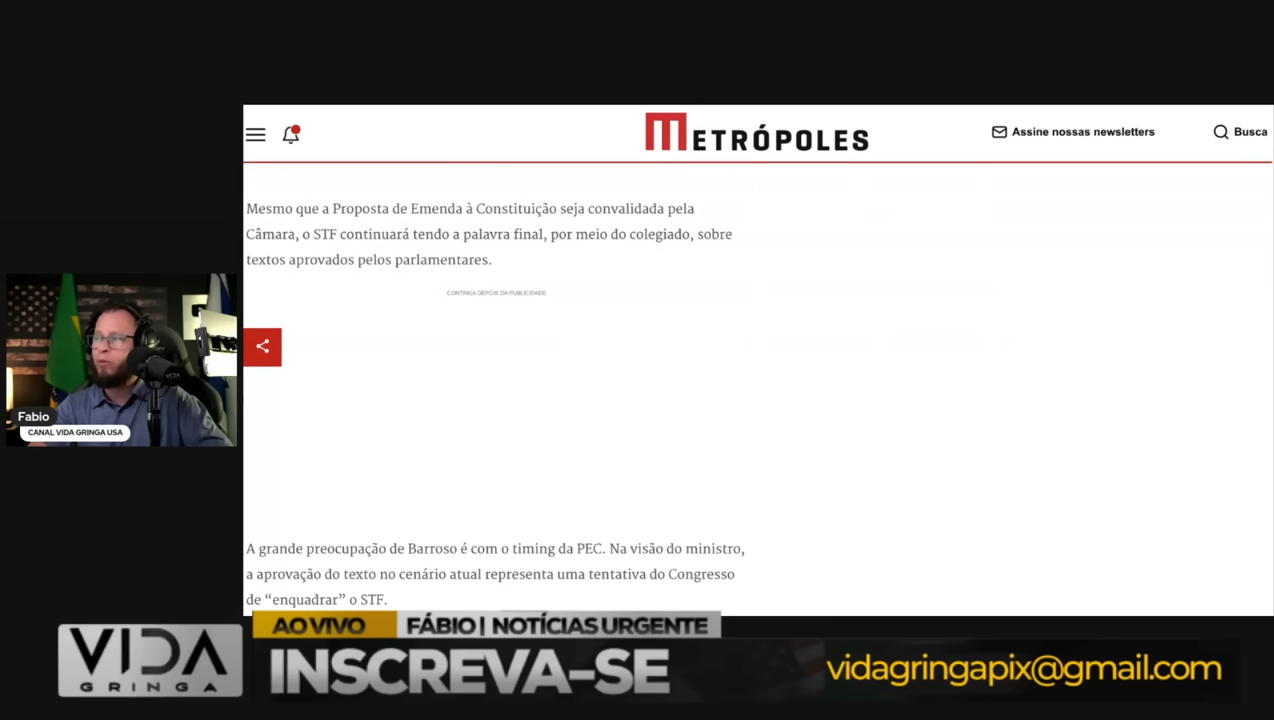 METRÓPOLES
Assine nossas newsletters
Busca
Mesmo que a Proposta de Emenda à Constituição seja convalidada pela
Câmara, o STF continuará tendo a palavra final, por meio do colegiado, sobre
textos aprovados pelos parlamentares.
CONTINUA DEPOIS DA PUBLICIDADE
Fabio
CANAL VIDA GRINGA USA
A grande preocupação de Barroso é com o timing da PEC. Na visão do ministro,
a aprovação do texto no cenário atual representa uma tentativa do Congresso
de “enquadrar” o STF.
AO VIVO
FÁBIO | NOTÍCIAS URGENTE
VIDA
GRINGA
INSCREVA-SE
vidagringapix@gmail.com